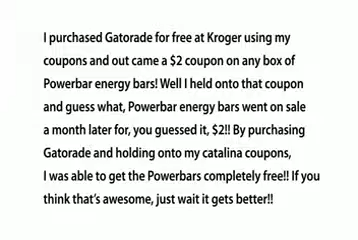 I purchased Gatorade for free at Kroger using my
coupons and out came a $2 coupon on any box of
Powerbar energy bars! Well I held onto that coupon
and guess what, Powerbar energy bars went on sale
a month later for, you guessed it, $2!! By purchasing
Gatorade and holding onto my catalina coupons,
I was able to get the Powerbars completely free!! If you
think that's awesome, just wait it gets better!!